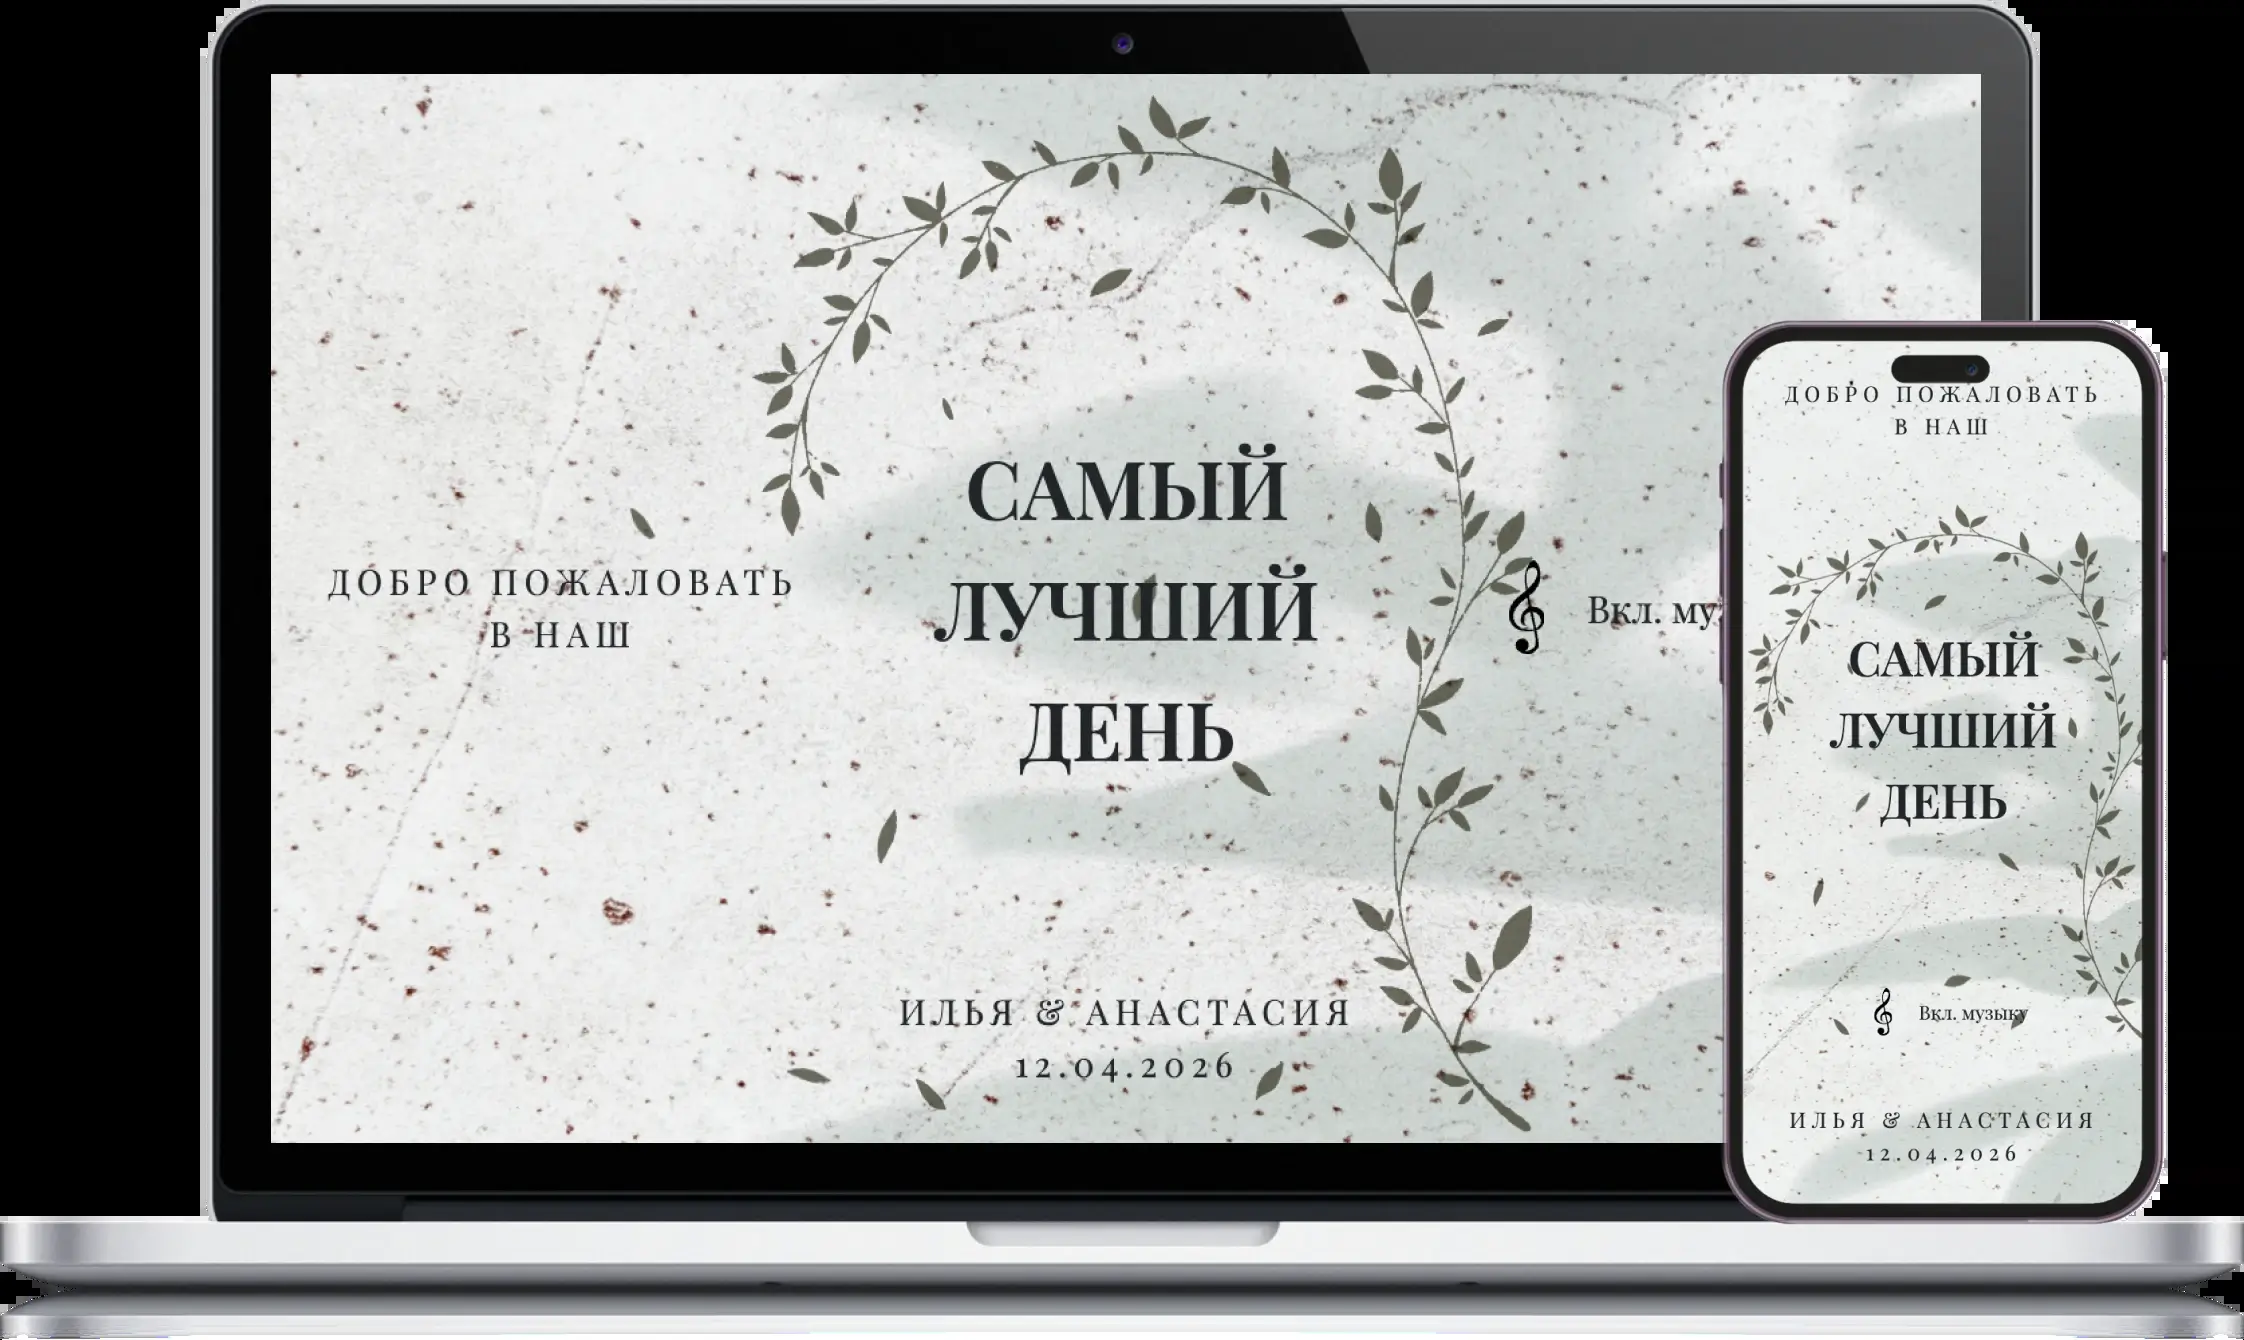 ДОБРО ПОЖАЛОВАТЬ
В НАШ
САМЫЙ
ЛУЧШИЙ
ДЕНЬ
Вкл. му
ИЛЬЯ & АНАСТАСИЯ
12.04.2026
ДОБРО ПОЖАЛОВАТЬ
В НАШ
САМЫЙ
ЛУЧШИЙ
ДЕНЬ
Вкл. музыку
ИЛЬЯ & АНАСТАСИЯ
12.04.2026